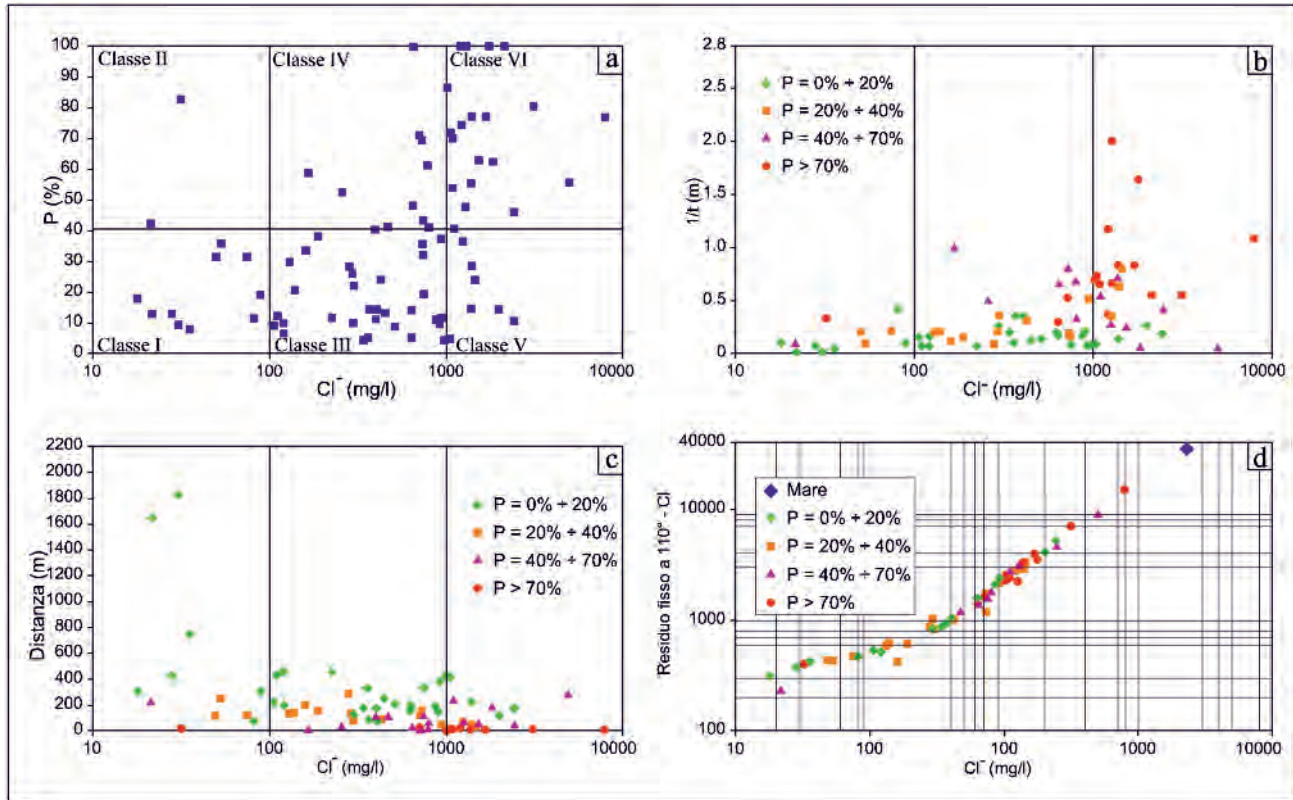 a
100
90
80
70
60
50
40
30
20
10
0
P (%)
Classe II
Classe IV
Classe VI
Classe I
Classe III
Classe V
10
100
1000
10000
Cl⁻ (mg/l)
b
2.8
2.5
2.0
1.5
1.0
0.5
0
1/t (m)
P = 0% ÷ 20%
P = 20% ÷ 40%
P = 40% ÷ 70%
P > 70%
10
100
1000
10000
Cl⁻ (mg/l)
c
2200
2000
1800
1600
1400
1200
1000
800
600
400
200
0
Distanza (m)
P = 0% ÷ 20%
P = 20% ÷ 40%
P = 40% ÷ 70%
P > 70%
10
100
1000
10000
Cl⁻ (mg/l)
d
40000
10000
1000
100
Residuo fisso a 110° - Cl
Mare
P = 0% ÷ 20%
P = 20% ÷ 40%
P = 40% ÷ 70%
P > 70%
10
100
100
1000
10000
Cl⁻ (mg/l)